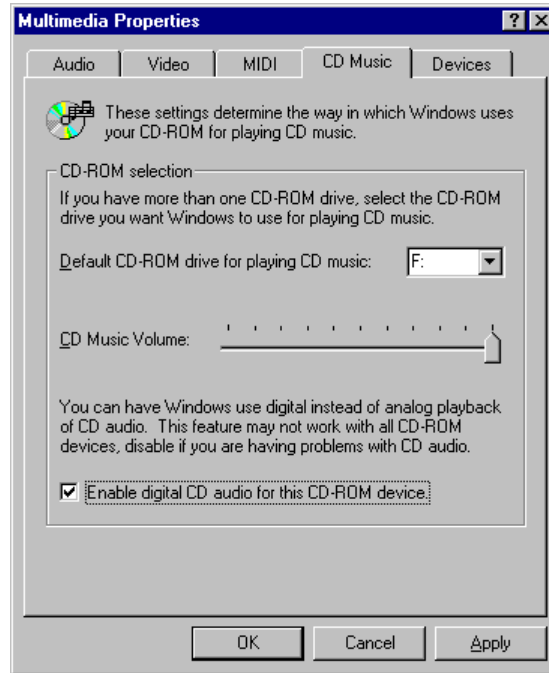 Multimedia Properties
Audio Video MIDI CD Music Devices
These settings determine the way in which Windows uses
your CD-ROM for playing CD music.
CD-ROM selection
If you have more than one CD-ROM drive, select the CD-ROM
drive you want Windows to use for playing CD music.
Default CD-ROM drive for playing CD music: F:
CD Music Volume:
You can have Windows use digital instead of analog playback
of CD audio. This feature may not work with all CD-ROM
devices, disable if you are having problems with CD audio.
Enable digital CD audio for this CD-ROM device.
OK Cancel Apply